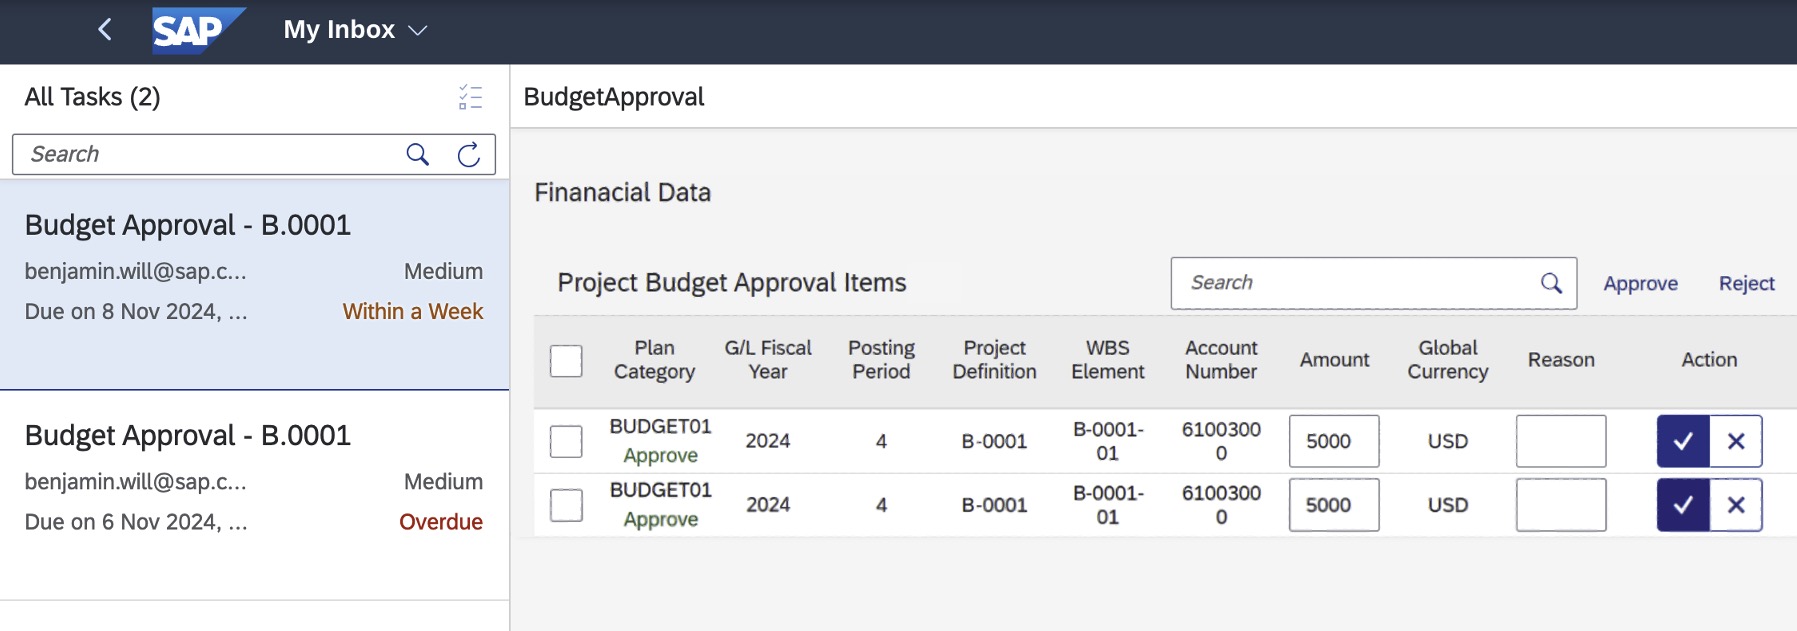 SAP My Inbox
All Tasks (2)
Search
Budget Approval - B.0001
benjamin.will@sap.c... Medium
Due on 8 Nov 2024, ... Within a Week
Budget Approval - B.0001
benjamin.will@sap.c... Medium
Due on 6 Nov 2024, ... Overdue
BudgetApproval
Finanacial Data
Project Budget Approval Items Search Approve Reject
Plan Category G/L Fiscal Year Posting Period Project Definition WBS Element Account Number Amount Global Currency Reason Action
BUDGET01 Approve 2024 4 B-0001 B-0001-01 61003000 5000 USD
BUDGET01 Approve 2024 4 B-0001 B-0001-01 61003000 5000 USD